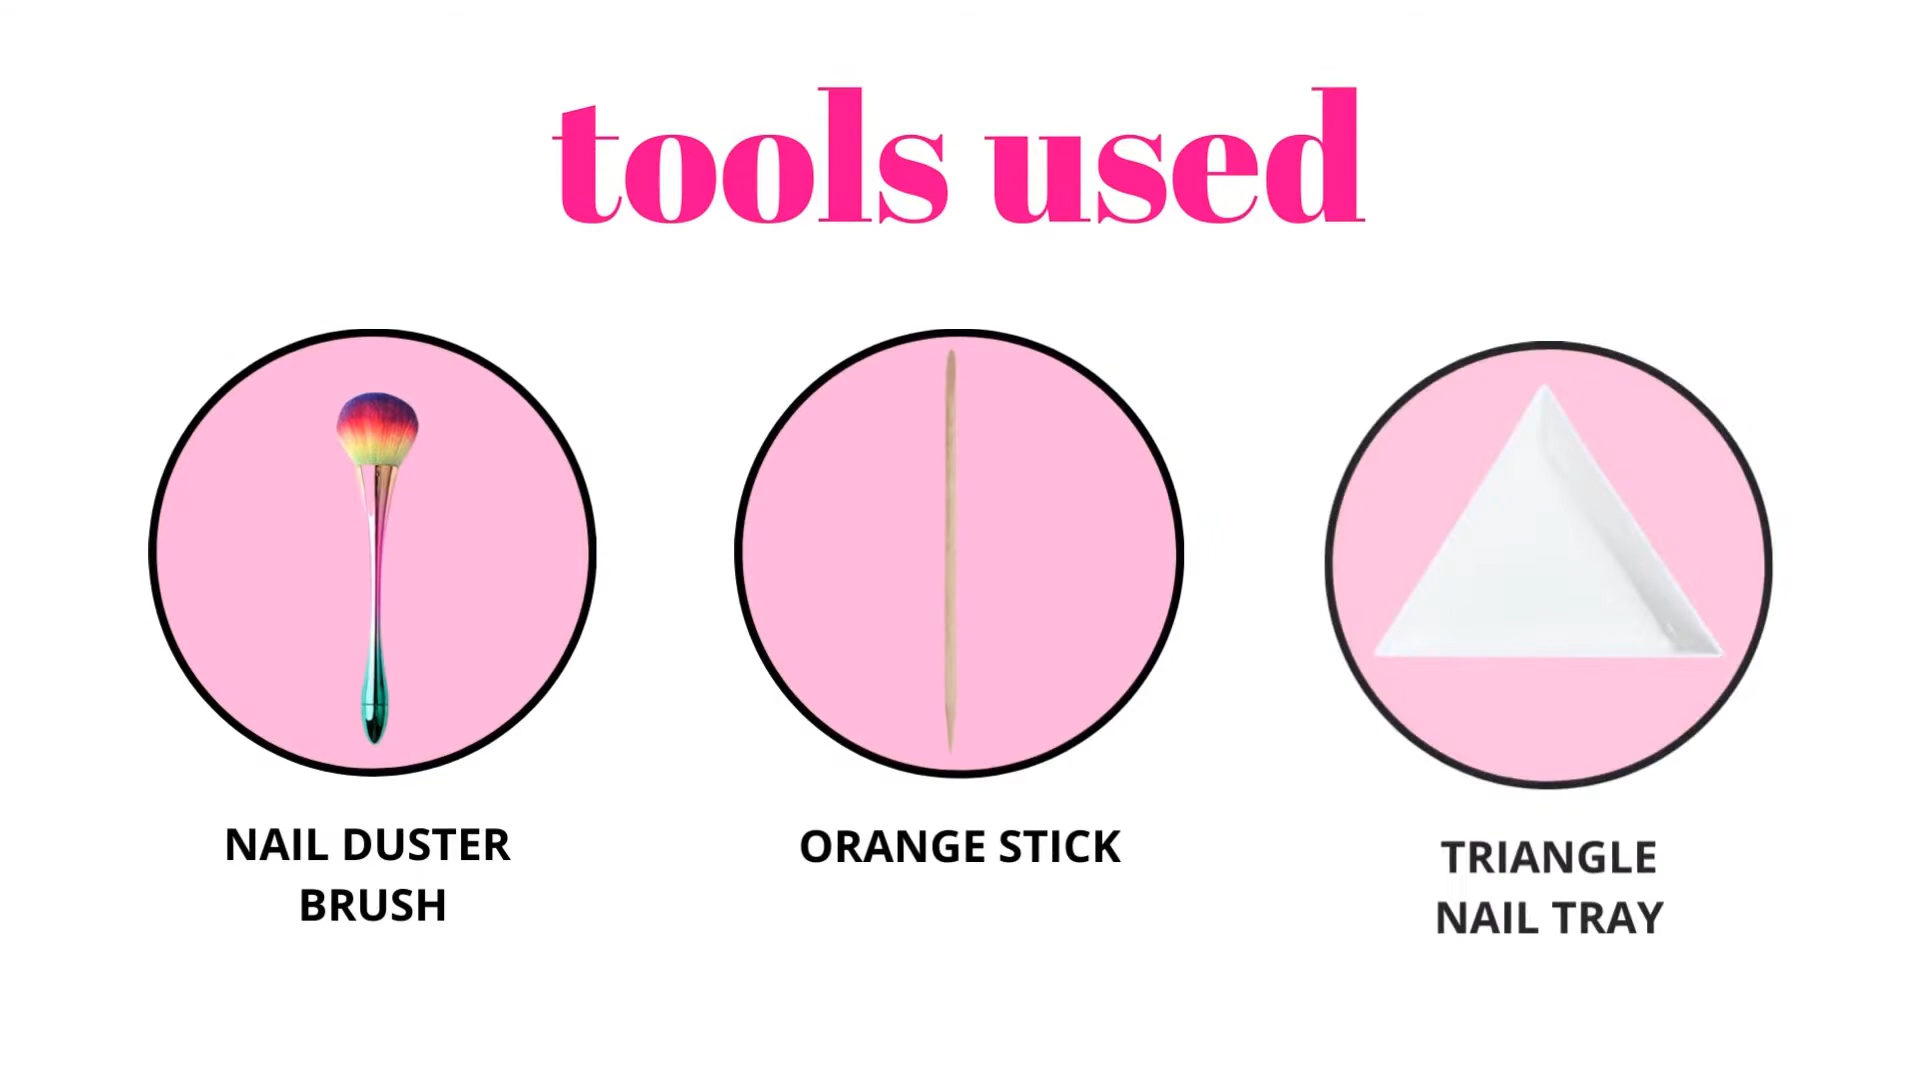 tools used
NAIL DUSTER
BRUSH
ORANGE STICK
TRIANGLE
NAIL TRAY